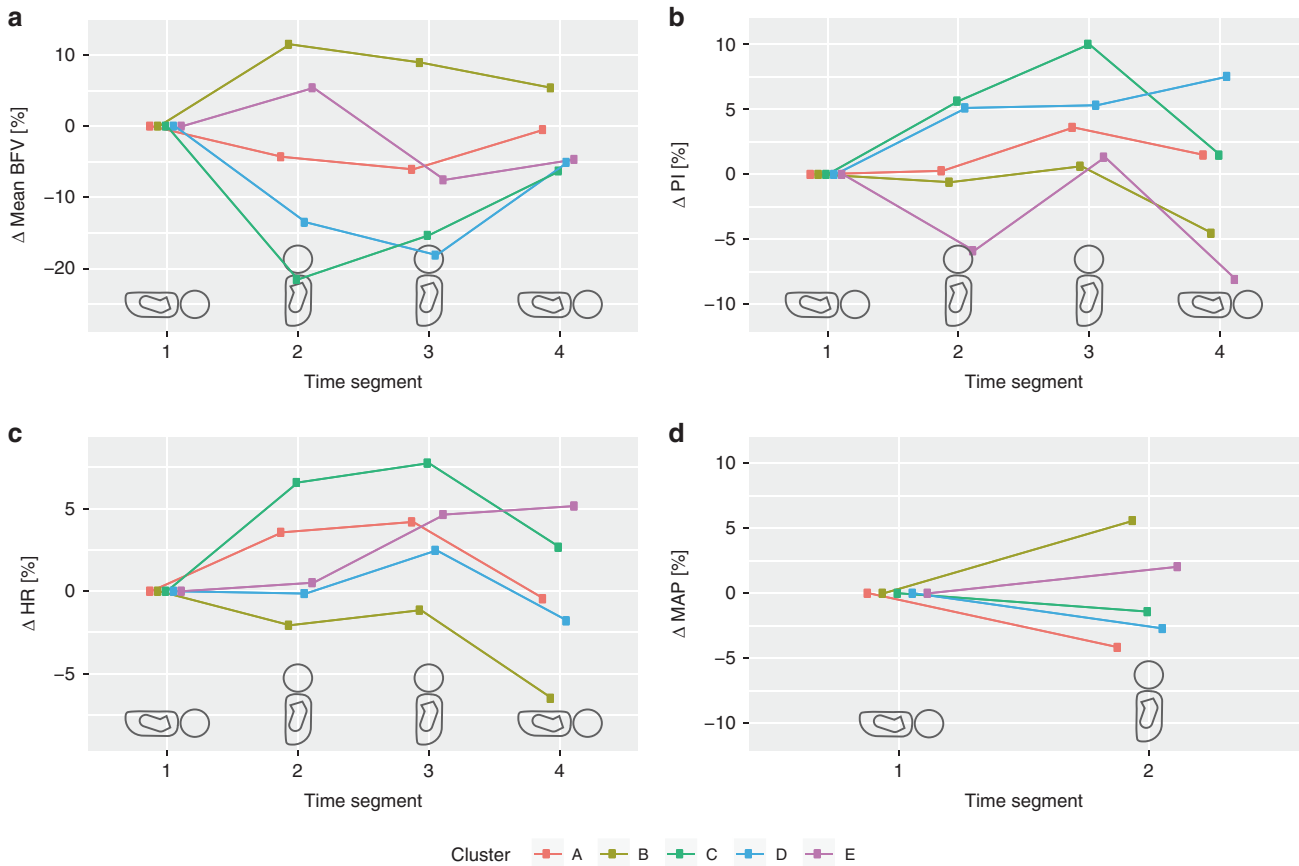 a
Δ Mean BFV [%]
10
0
−10
−20
1 2 3 4
Time segment
b
Δ PI [%]
10
5
0
−5
−10
1 2 3 4
Time segment
c
Δ HR [%]
5
0
−5
1 2 3 4
Time segment
d
Δ MAP [%]
10
5
0
−5
−10
1 2
Time segment
Cluster A B C D E